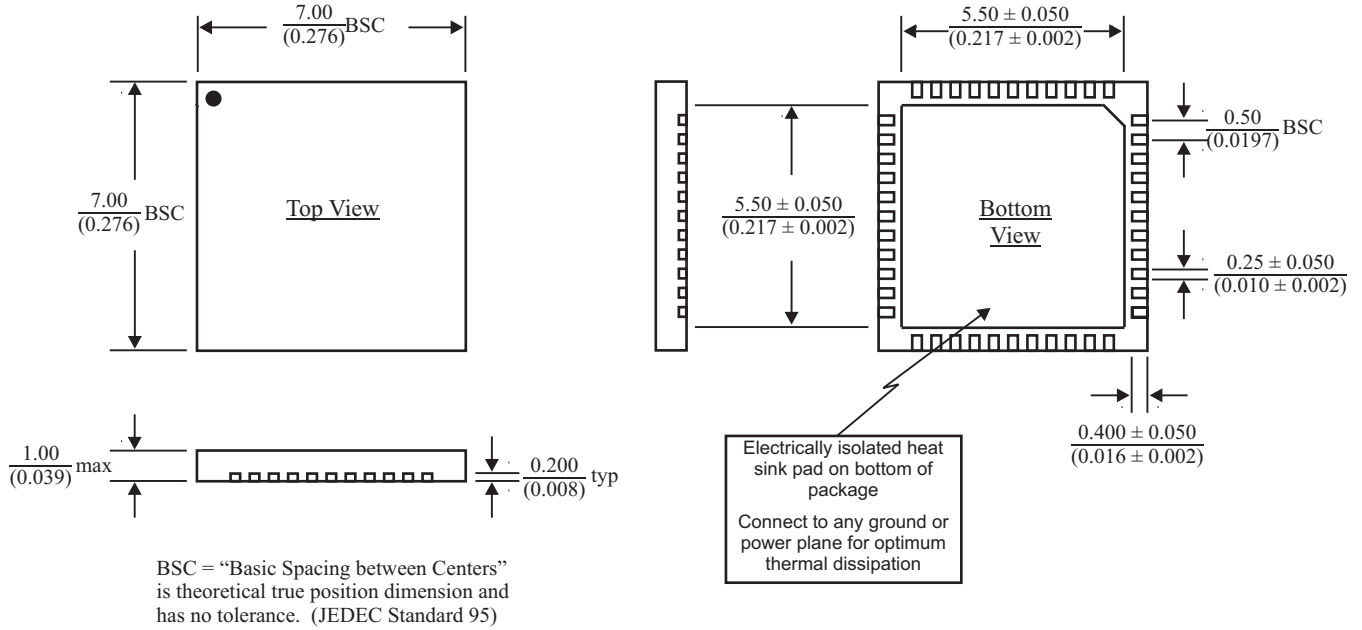 7.00
(0.276) BSC
7.00
(0.276) BSC
Top View
5.50 ± 0.050
(0.217 ± 0.002)
5.50 ± 0.050
(0.217 ± 0.002)
Bottom
View
0.50
(0.0197) BSC
0.25 ± 0.050
(0.010 ± 0.002)
0.400 ± 0.050
(0.016 ± 0.002)
1.00
(0.039) max
0.200
(0.008) typ
Electrically isolated heat
sink pad on bottom of
package
Connect to any ground or
power plane for optimum
thermal dissipation
BSC = “Basic Spacing between Centers”
is theoretical true position dimension and
has no tolerance. (JEDEC Standard 95)